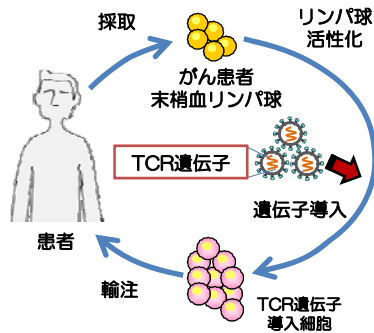 採取
リンパ球
活性化
がん患者
末梢血リンパ球
TCR遺伝子
遺伝子導入
患者
輸注
TCR遺伝子
導入細胞